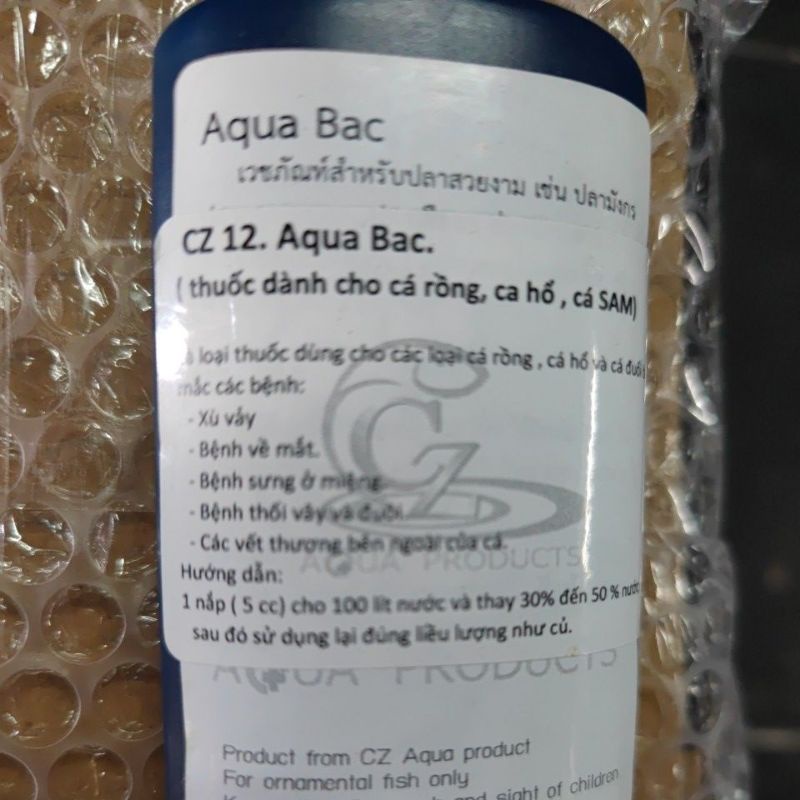 Aqua Bac
เวชภัณฑ์สำหรับปลาสวยงาม เช่น ปลามังกร
CZ 12. Aqua Bac.
( thuốc dành cho cá rồng, ca hổ , cá SAM)
loại thuốc dùng cho các loại cá rồng , cá hổ và cá đuối
mắc các bệnh:
- Xù vảy
- Bệnh về mắt.
- Bệnh sưng ở miệng.
- Bệnh thối vây và đuôi.
- Các vết thương bên ngoài của cá.
CZ
AQUA PRODUCTS
Hướng dẫn:
1 nắp ( 5 cc) cho 100 lít nước và thay 30% đến 50 % nước
sau đó sử dụng lại đúng liều lượng như củ.
AQUA PRODUCTS
Product from CZ Aqua product
For ornamental fish only
and sight of children